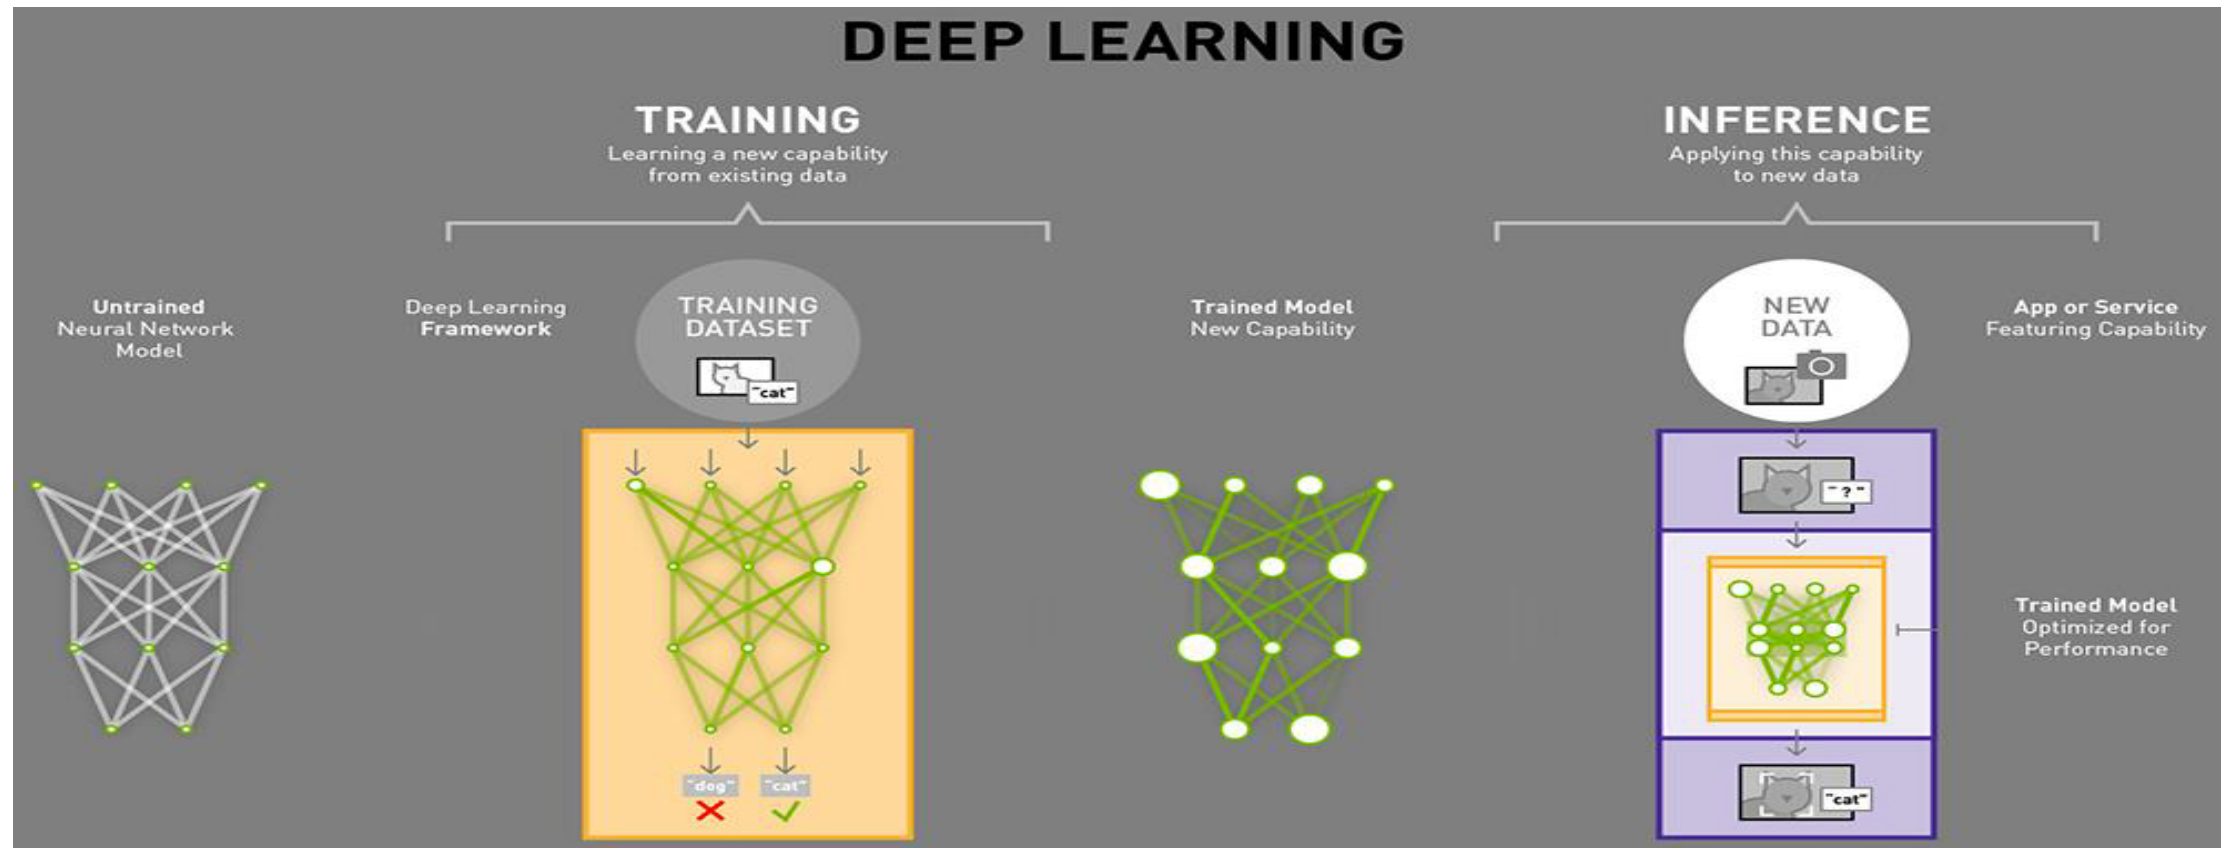 DEEP LEARNING
TRAINING
Learning a new capability
from existing data
INFERENCE
Applying this capability
to new data
Untrained
Neural Network
Model
Deep Learning
Framework
TRAINING
DATASET
"cat"
Trained Model
New Capability
NEW
DATA
App or Service
Featuring Capability
"?"
Trained Model
Optimized for
Performance
"dog"
"cat"
"cat"